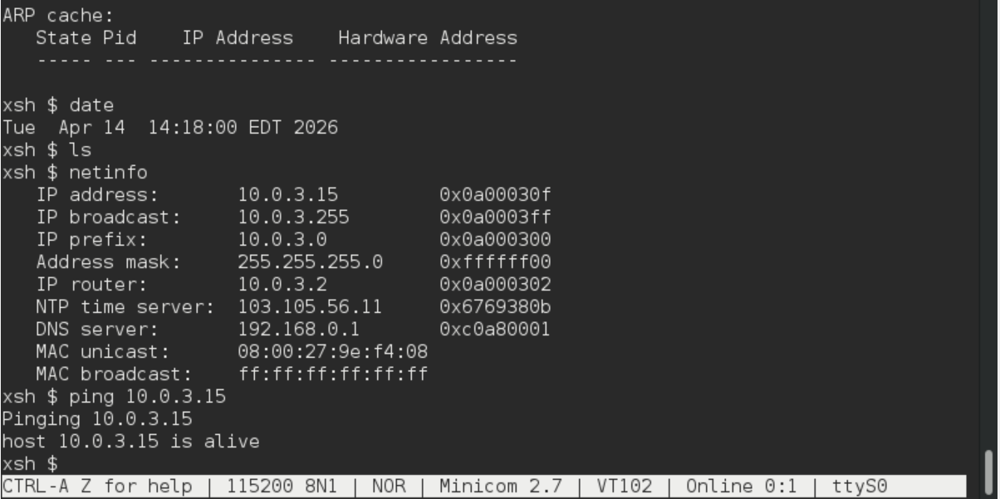 ARP cache:
   State Pid    IP Address    Hardware Address
   ----- --- --------------- -----------------
xsh $ date
Tue  Apr 14  14:18:00 EDT 2026
xsh $ ls
xsh $ netinfo
   IP address:       10.0.3.15         0x0a00030f
   IP broadcast:     10.0.3.255        0x0a0003ff
   IP prefix:        10.0.3.0          0x0a000300
   Address mask:     255.255.255.0     0xffffff00
   IP router:        10.0.3.2          0x0a000302
   NTP time server:  103.105.56.11     0x6769380b
   DNS server:       192.168.0.1       0xc0a80001
   MAC unicast:      08:00:27:9e:f4:08
   MAC broadcast:    ff:ff:ff:ff:ff:ff
xsh $ ping 10.0.3.15
Pinging 10.0.3.15
host 10.0.3.15 is alive
xsh $
CTRL-A Z for help | 115200 8N1 | NOR | Minicom 2.7 | VT102 | Online 0:1 | ttyS0